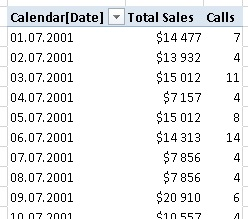 Calendar[Date] Total Sales Calls
01.07.2001 $14 477 7
02.07.2001 $13 932 4
03.07.2001 $15 012 11
04.07.2001 $7 157 4
05.07.2001 $15 012 8
06.07.2001 $14 313 14
07.07.2001 $7 856 4
08.07.2001 $7 856 4
09.07.2001 $20 910 6
10.07.2001 $10 557